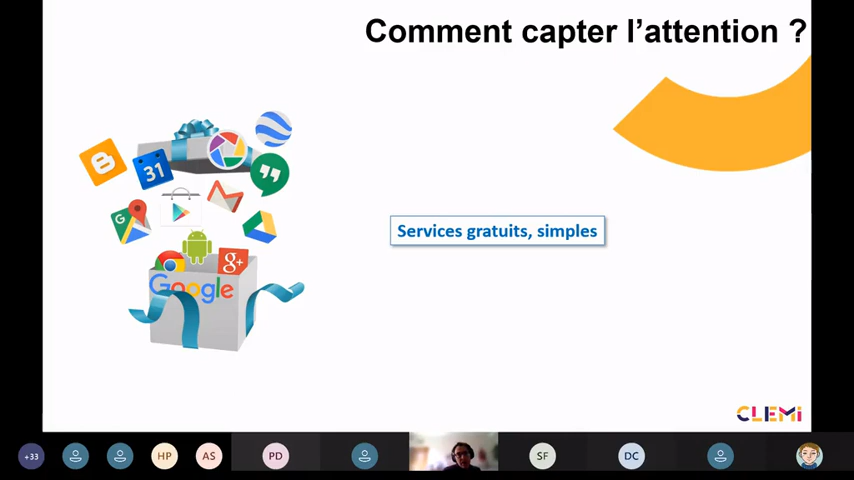 Comment capter l'attention ?
31
G
g+
Google
Services gratuits, simples
CLEMI
+33
HP
AS
PD
SF
DC